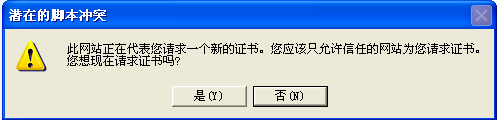 潜在的脚本冲突
此网站正在代表您请求一个新的证书。您应该只允许信任的网站为您请求证书。
您想现在请求证书吗?
是(Y)
否(N)